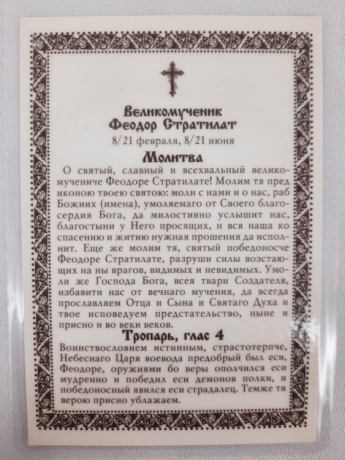 Великомученик
Феодор Стратилат
8/21 февраля, 8/21 июня
Молитва
О святый, славный и всехвальный велико-
мучениче Феодоре Стратилате! Молим тя пред
иконою твоею святою: моли с нами и о нас, раб
Божиих (имена), умоляемаго от Своего благо-
сердия Бога, да милостивно услышит нас,
благостыни у Него просящих, и вся наша ко
спасению и житию нужная прошения да испол-
нит. Еще же молим тя, святый победоносче
Феодоре Стратилате, разруши силы возстаю-
щих на ны врагов, видимых и невидимых. Умо-
ли же Господа Бога, всея твари Создателя,
избавити нас от вечнаго мучения, да всегда
прославляем Отца и Сына и Святаго Духа и
твое исповедуем предстательство, ныне и
присно и во веки веков.
Тропарь, глас 4
Воинствословием истинным, страстотерпче,
Небеснаго Царя воевода предобрый был еси,
Феодоре, оружиями бо веры ополчился еси
мудренно и победил еси демонов полки, и
победоносный явился еси страдалец. Темже тя
верою присно ублажаем.